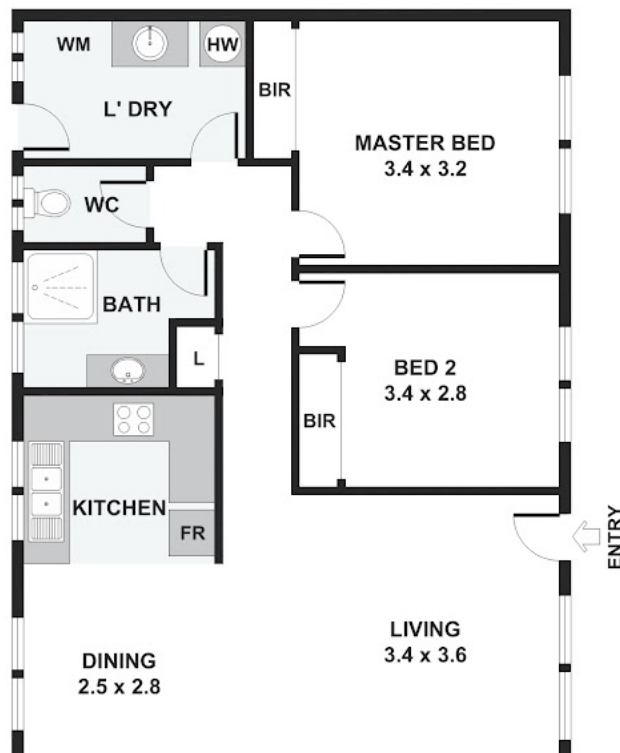 WM
HW
L' DRY
BIR
MASTER BED
3.4 x 3.2
WC
BATH
L
BED 2
3.4 x 2.8
BIR
KITCHEN
FR
ENTRY
LIVING
3.4 x 3.6
DINING
2.5 x 2.8